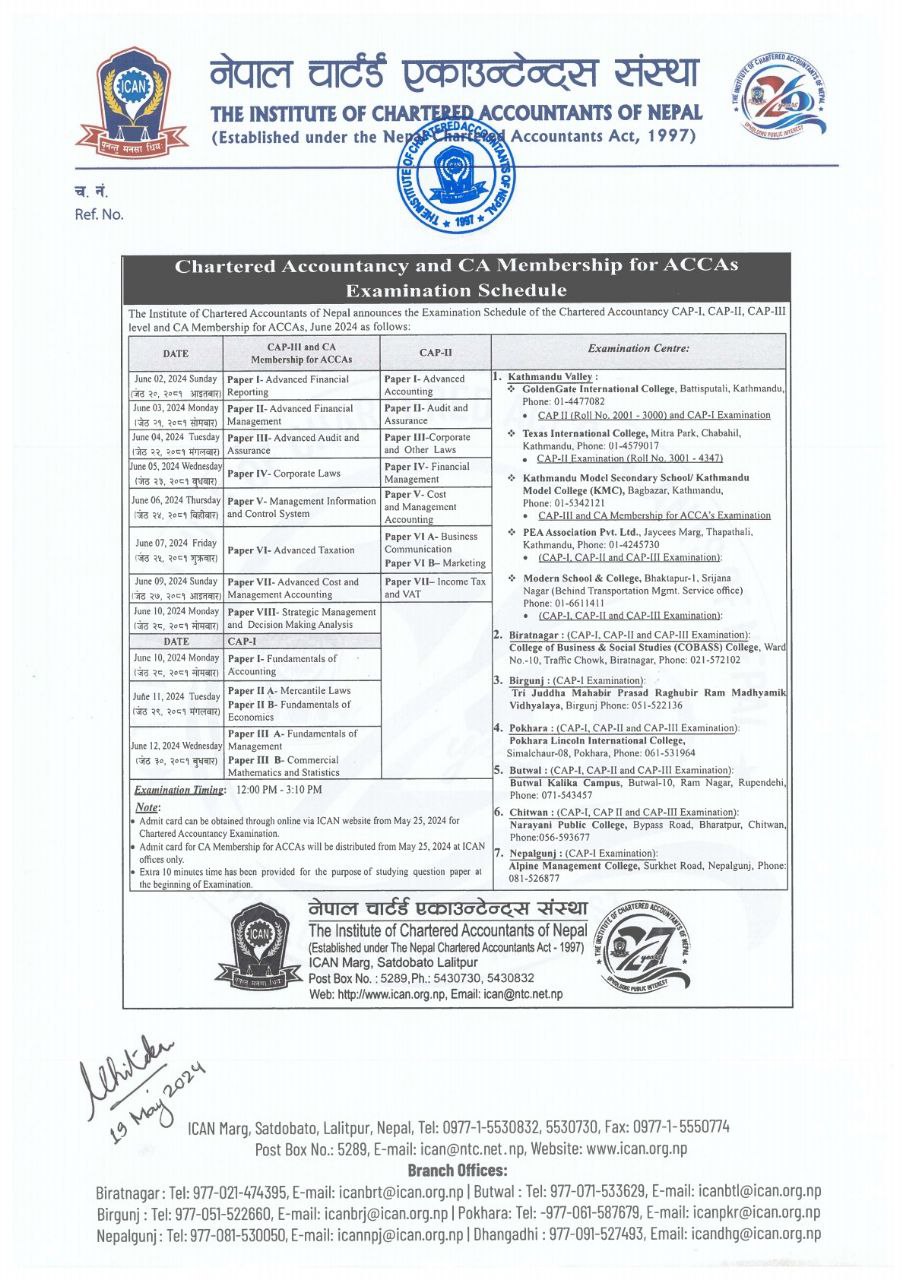 नेपाल चार्टर्ड एकाउन्टेन्ट्स संस्था
THE INSTITUTE OF CHARTERED ACCOUNTANTS OF NEPAL
(Established under the Nepal Chartered Accountants Act, 1997)
ICAN
THE INSTITUTE OF CHARTERED ACCOUNTANTS OF NEPAL
UPHOLDING PUBLIC INTEREST
THE INSTITUTE OF CHARTERED ACCOUNTANTS OF NEPAL
★ 1997 ★
च. नं.
Ref. No.
Chartered Accountancy and CA Membership for ACCAs
Examination Schedule
The Institute of Chartered Accountants of Nepal announces the Examination Schedule of the Chartered Accountancy CAP-I, CAP-II, CAP-III
level and CA Membership for ACCAs, June 2024 as follows:
DATE
CAP-III and CA
Membership for ACCAs
CAP-II
June 02, 2024 Sunday
(जेठ २०, २०८१ आइतबार)
Paper I- Advanced Financial
Reporting
Paper I- Advanced
Accounting
June 03, 2024 Monday
(जेठ २१, २०८१ सोमबार)
Paper II- Advanced Financial
Management
Paper II- Audit and
Assurance
June 04, 2024 Tuesday
(जेठ २२, २०८१ मंगलबार)
Paper III- Advanced Audit and
Assurance
Paper III-Corporate
and Other Laws
June 05, 2024 Wednesday
(जेठ २३, २०८१ बुधबार)
Paper IV- Corporate Laws
Paper IV- Financial
Management
June 06, 2024 Thursday
(जेठ २४, २०८१ बिहीबार)
Paper V- Management Information
and Control System
Paper V- Cost
and Management
Accounting
June 07, 2024 Friday
(जेठ २५, २०८१ शुक्रबार)
Paper VI- Advanced Taxation
Paper VI A- Business
Communication
Paper VI B– Marketing
June 09, 2024 Sunday
(जेठ २७, २०८१ आइतबार)
Paper VII- Advanced Cost and
Management Accounting
Paper VII– Income Tax
and VAT
June 10, 2024 Monday
(जेठ २८, २०८१ सोमबार)
Paper VIII- Strategic Management
and Decision Making Analysis
DATE
CAP-I
June 10, 2024 Monday
(जेठ २८, २०८१ सोमबार)
Paper I- Fundamentals of
Accounting
June 11, 2024 Tuesday
(जेठ २९, २०८१ मंगलबार)
Paper II A- Mercantile Laws
Paper II B- Fundamentals of
Economics
June 12, 2024 Wednesday
(जेठ ३०, २०८१ बुधबार)
Paper III A- Fundamentals of
Management
Paper III B- Commercial
Mathematics and Statistics
Examination Timing: 12:00 PM - 3:10 PM
Note:
• Admit card can be obtained through online via ICAN website from May 25, 2024 for
Chartered Accountancy Examination.
• Admit card for CA Membership for ACCAs will be distributed from May 25, 2024 at ICAN
offices only.
• Extra 10 minutes time has been provided for the purpose of studying question paper at
the beginning of Examination.
Examination Centre:
1. Kathmandu Valley :
❖ GoldenGate International College, Battisputali, Kathmandu,
Phone: 01-4477082
• CAP II (Roll No. 2001 - 3000) and CAP-I Examination
❖ Texas International College, Mitra Park, Chabahil,
Kathmandu, Phone: 01-4579017
• CAP-II Examination (Roll No. 3001 - 4347)
❖ Kathmandu Model Secondary School/ Kathmandu
Model College (KMC), Bagbazar, Kathmandu,
Phone: 01-5342121
• CAP-III and CA Membership for ACCA's Examination
❖ PEA Association Pvt. Ltd., Jaycees Marg, Thapathali,
Kathmandu, Phone: 01-4245730
• (CAP-I, CAP-II and CAP-III Examination):
❖ Modern School & College, Bhaktapur-1, Srijana
Nagar (Behind Transportation Mgmt. Service office)
Phone: 01-6611411
• (CAP-I, CAP-II and CAP-III Examination):
2. Biratnagar : (CAP-I, CAP-II and CAP-III Examination):
College of Business & Social Studies (COBASS) College, Ward
No.-10, Traffic Chowk, Biratnagar, Phone: 021-572102
3. Birgunj : (CAP-I Examination):
Tri Juddha Mahabir Prasad Raghubir Ram Madhyamik
Vidhyalaya, Birgunj Phone: 051-522136
4. Pokhara : (CAP-I, CAP-II and CAP-III Examination):
Pokhara Lincoln International College,
Simalchaur-08, Pokhara, Phone: 061-531964
5. Butwal : (CAP-I, CAP-II and CAP-III Examination):
Butwal Kalika Campus, Butwal-10, Ram Nagar, Rupendehi,
Phone: 071-543457
6. Chitwan : (CAP-I, CAP II and CAP-III Examination):
Narayani Public College, Bypass Road, Bharatpur, Chitwan,
Phone:056-593677
7. Nepalgunj : (CAP-I Examination):
Alpine Management College, Surkhet Road, Nepalgunj, Phone:
081-526877
ICAN
नेपाल चार्टर्ड एकाउन्टेन्ट्स संस्था
The Institute of Chartered Accountants of Nepal
(Established under The Nepal Chartered Accountants Act - 1997)
ICAN Marg, Satdobato Lalitpur
Post Box No. : 5289,Ph.: 5430730, 5430832
Web: http://www.ican.org.np, Email: ican@ntc.net.np
THE INSTITUTE OF CHARTERED ACCOUNTANTS OF NEPAL
27 years
UPHOLDING PUBLIC INTEREST
19 May 2024
ICAN Marg, Satdobato, Lalitpur, Nepal, Tel: 0977-1-5530832, 5530730, Fax: 0977-1-5550774
Post Box No.: 5289, E-mail: ican@ntc.net.np, Website: www.ican.org.np
Branch Offices:
Biratnagar : Tel: 977-021-474395, E-mail: icanbrt@ican.org.np | Butwal : Tel: 977-071-533629, E-mail: icanbtl@ican.org.np
Birgunj : Tel: 977-051-522660, E-mail: icanbrj@ican.org.np | Pokhara: Tel: -977-061-587679, E-mail: icanpkr@ican.org.np
Nepalgunj : Tel: 977-081-530050, E-mail: icannpj@ican.org.np | Dhangadhi : 977-091-527493, Email: icandhg@ican.org.np